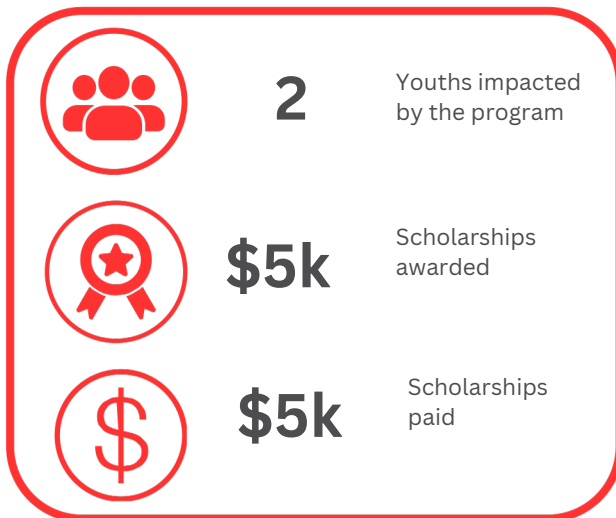 2
Youths impacted
by the program
$5k
Scholarships
awarded
$5k
Scholarships
paid